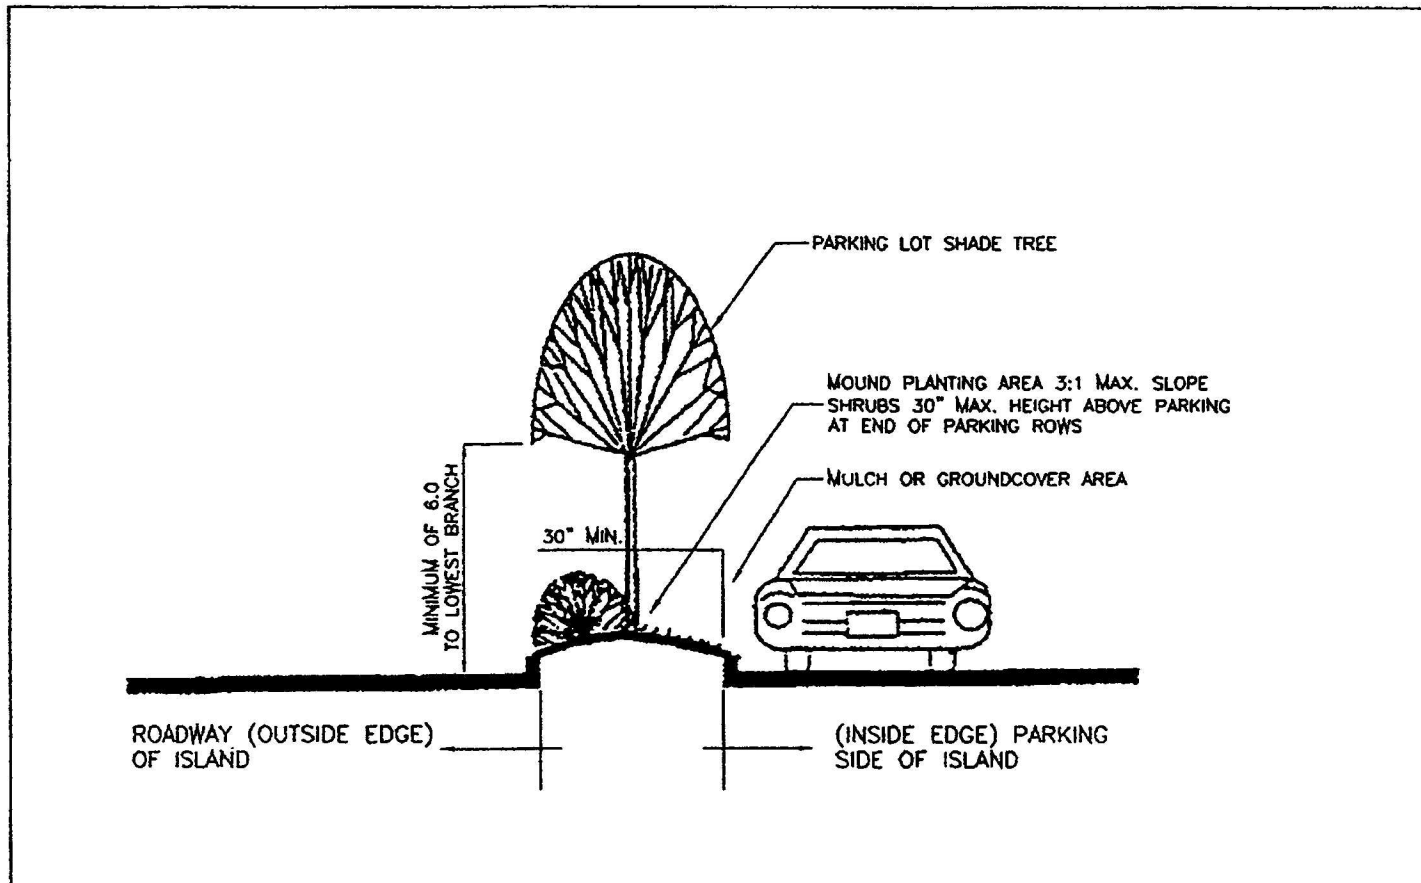 PARKING LOT SHADE TREE
MOUND PLANTING AREA 3:1 MAX. SLOPE
SHRUBS 30" MAX. HEIGHT ABOVE PARKING
AT END OF PARKING ROWS
MULCH OR GROUNDCOVER AREA
MINIMUM OF 6.0
TO LOWEST BRANCH
30" MIN.
ROADWAY (OUTSIDE EDGE)
OF ISLAND
(INSIDE EDGE) PARKING
SIDE OF ISLAND